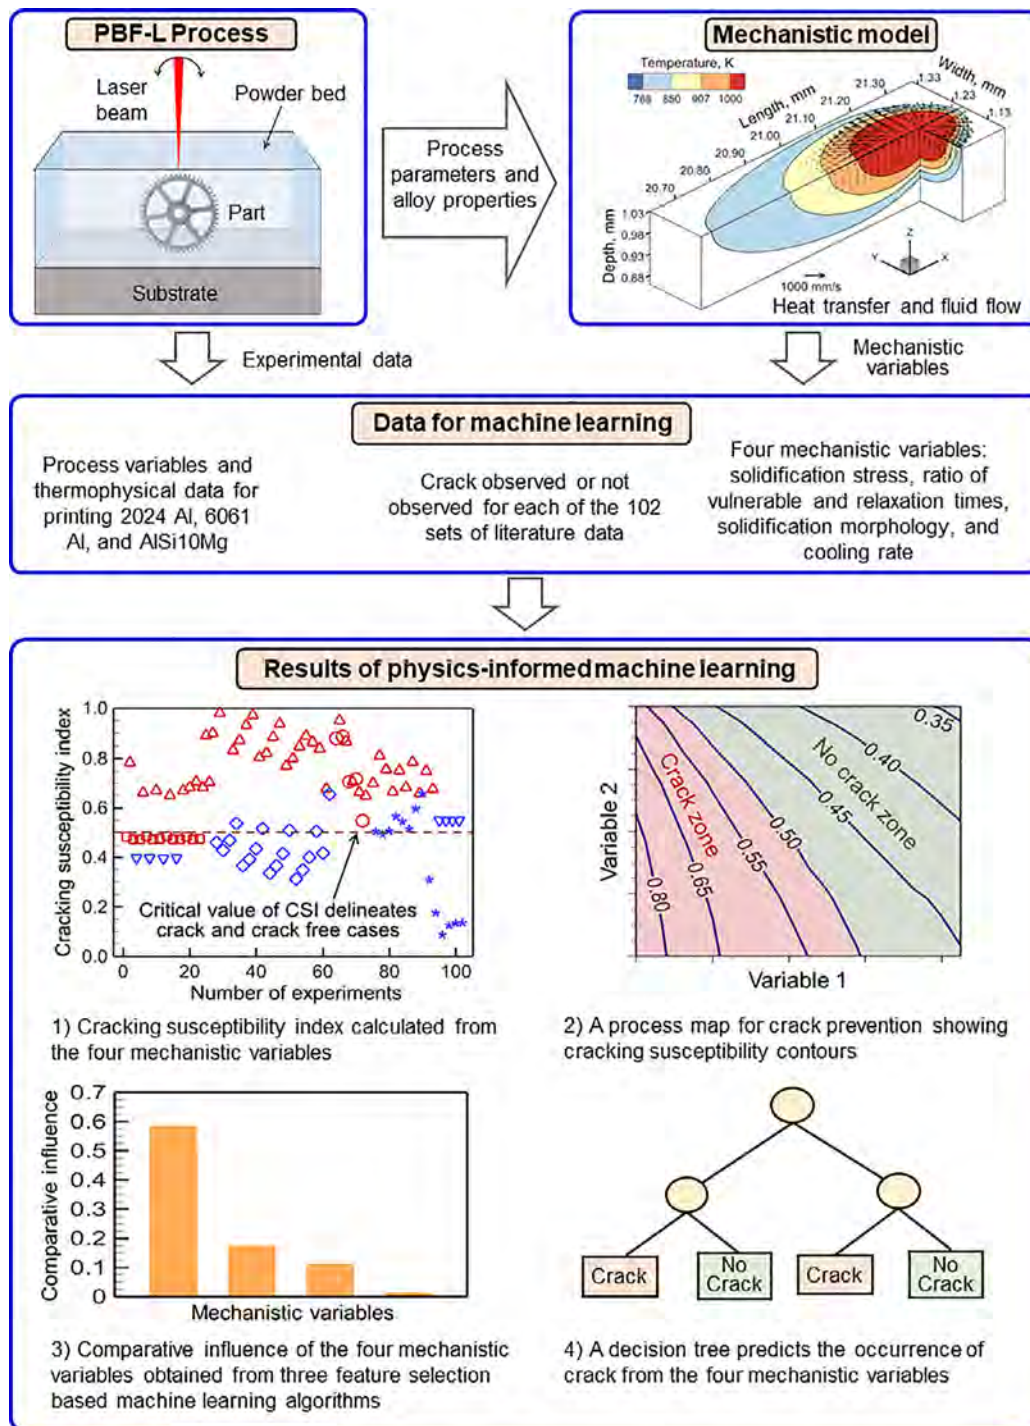 PBF-L Process
Laser
beam
Powder bed
Part
Substrate
Process
parameters and
alloy properties
Mechanistic model
Temperature, K
768 850 907 1000
Length, mm
20.70
20.80
20.90
21.00
21.10
21.20
21.30
Width, mm
1.33
1.23
1.13
Depth, mm
1.03
0.98
0.93
0.88
1000 mm/s
Z
Y
X
Heat transfer and fluid flow
Experimental data
Mechanistic
variables
Data for machine learning
Process variables and
thermophysical data for
printing 2024 Al, 6061
Al, and AlSi10Mg
Crack observed or not
observed for each of the 102
sets of literature data
Four mechanistic variables:
solidification stress, ratio of
vulnerable and relaxation times,
solidification morphology, and
cooling rate
Results of physics-informed machine learning
Cracking susceptibility index
1.0
0.8
0.6
0.4
0.2
0.0
Critical value of CSI delineates
crack and crack free cases
0 20 40 60 80 100
Number of experiments
1) Cracking susceptibility index calculated from
the four mechanistic variables
Variable 2
Crack zone
No crack zone
0.80
0.65
0.55
0.50
0.45
0.40
0.35
Variable 1
2) A process map for crack prevention showing
cracking susceptibility contours
Comparative influence
0.7
0.6
0.5
0.4
0.3
0.2
0.1
0
Mechanistic variables
3) Comparative influence of the four mechanistic
variables obtained from three feature selection
based machine learning algorithms
Crack
No
Crack
Crack
No
Crack
4) A decision tree predicts the occurrence of
crack from the four mechanistic variables